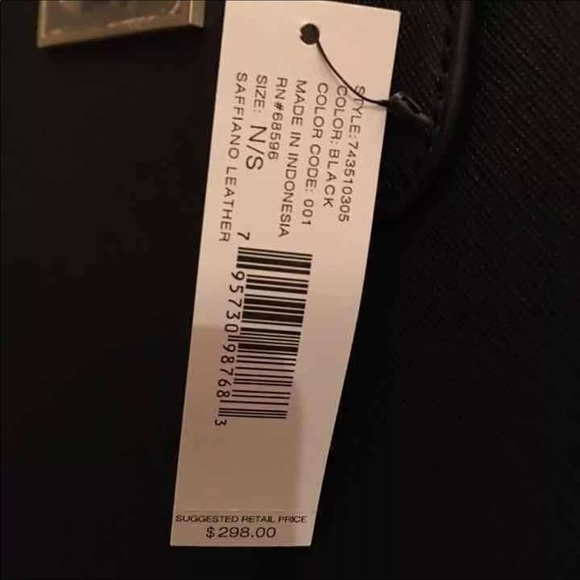 STYLE: 743510305
COLOR: BLACK
COLOR CODE: 001
MADE IN INDONESIA
RN#68596
SIZE: N/S
SAFFIANO LEATHER
7 95730 98768 3
SUGGESTED RETAIL PRICE
$298.00